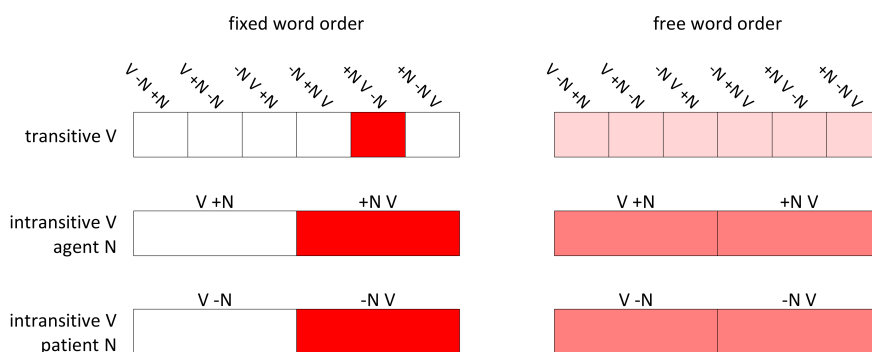 fixed word order
free word order
V -N +N
V +N -N
-N V +N
-N +N V
+N V -N
+N -N V
V -N +N
V +N -N
-N V +N
-N +N V
+N V -N
+N -N V
transitive V
V +N
+N V
V +N
+N V
intransitive V
agent N
V -N
-N V
V -N
-N V
intransitive V
patient N